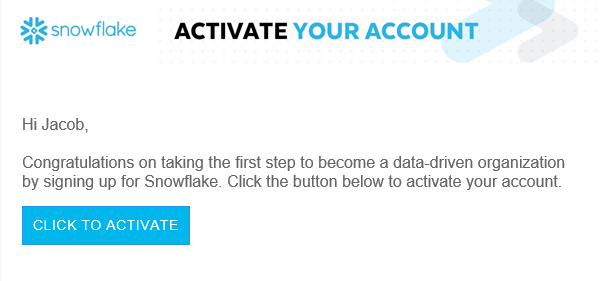 snowflake ACTIVATE YOUR ACCOUNT
Hi Jacob,
Congratulations on taking the first step to become a data-driven organization
by signing up for Snowflake. Click the button below to activate your account.
CLICK TO ACTIVATE